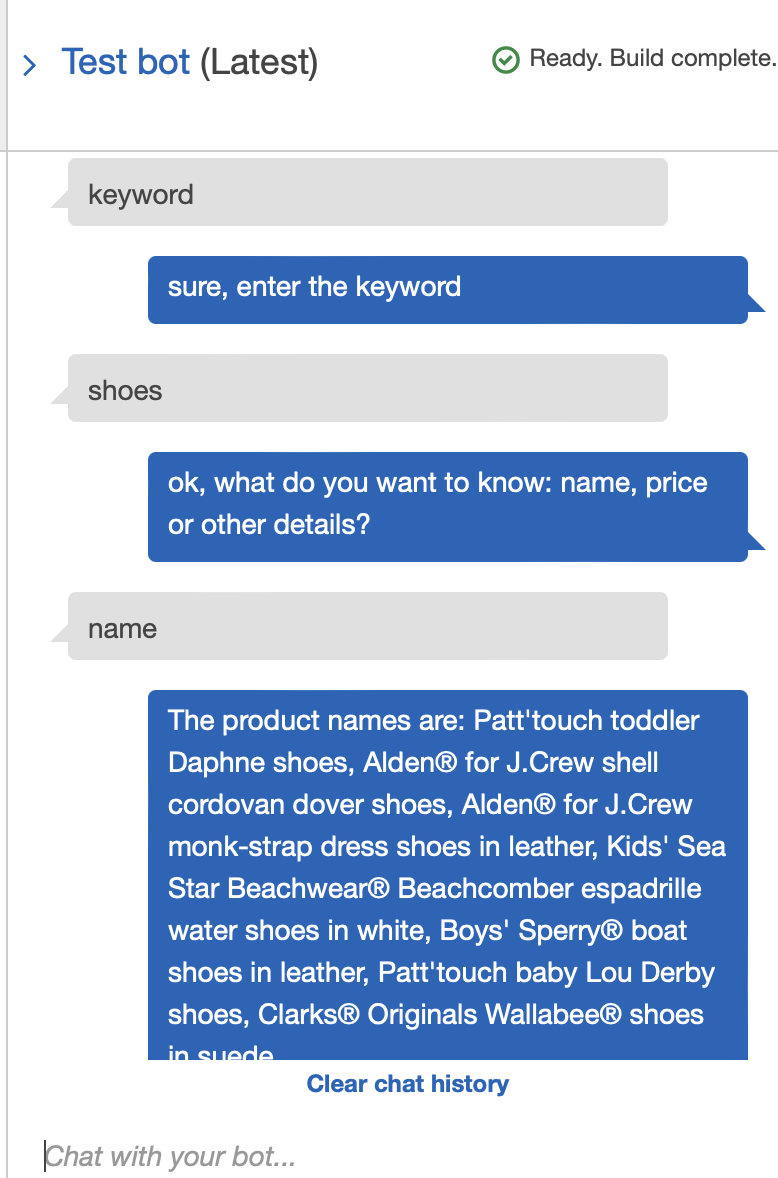 Test bot (Latest)
Ready. Build complete.
keyword
sure, enter the keyword
shoes
ok, what do you want to know: name, price
or other details?
name
The product names are: Patt'touch toddler
Daphne shoes, Alden® for J.Crew shell
cordovan dover shoes, Alden® for J.Crew
monk-strap dress shoes in leather, Kids' Sea
Star Beachwear® Beachcomber espadrille
water shoes in white, Boys' Sperry® boat
shoes in leather, Patt'touch baby Lou Derby
shoes, Clarks® Originals Wallabee® shoes
in suede
Clear chat history
Chat with your bot...